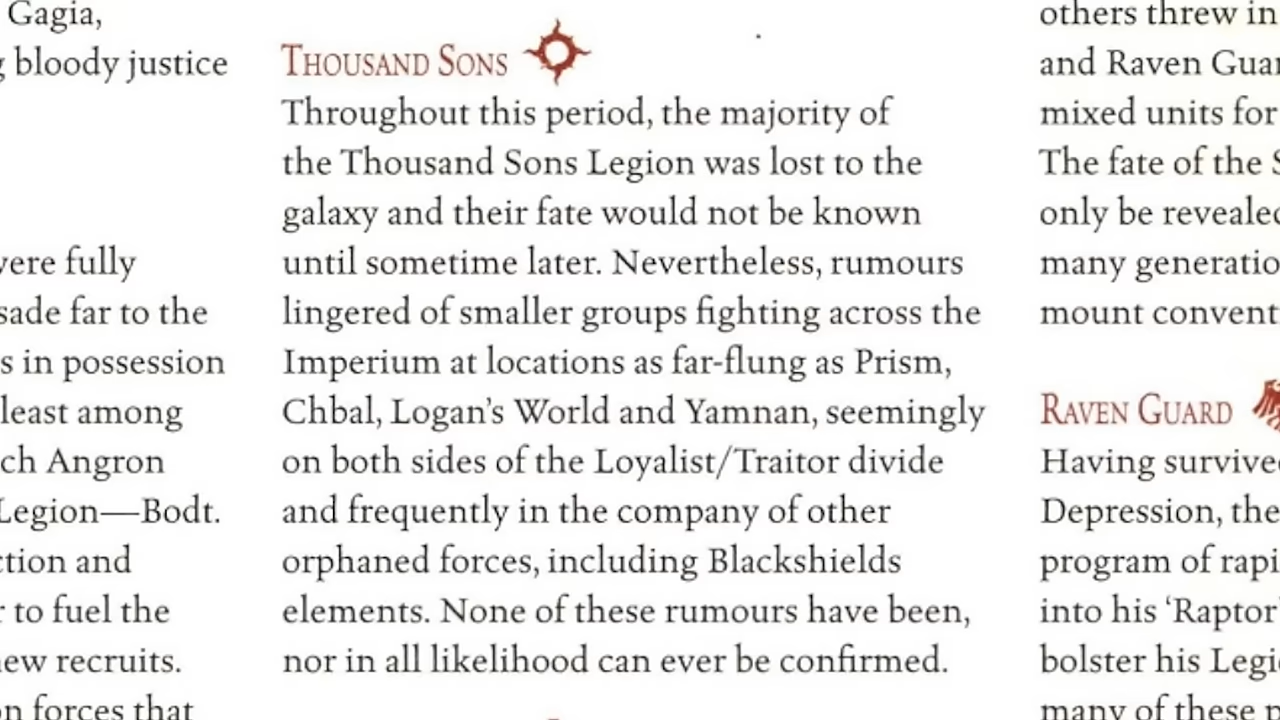 Gagia,
bloody justice
were fully
sade far to the
s in possession
least among
ch Angron
Legion—Bodt.
ction and
to fuel the
new recruits.
on forces that
THOUSAND SONS
Throughout this period, the majority of
the Thousand Sons Legion was lost to the
galaxy and their fate would not be known
until sometime later. Nevertheless, rumours
lingered of smaller groups fighting across the
Imperium at locations as far-flung as Prism,
Chbal, Logan’s World and Yamnan, seemingly
on both sides of the Loyalist/Traitor divide
and frequently in the company of other
orphaned forces, including Blackshields
elements. None of these rumours have been,
nor in all likelihood can ever be confirmed.
others threw in
and Raven Guar
mixed units for
The fate of the S
only be revealed
many generatio
mount convent
RAVEN GUARD
Having survived
Depression, the
program of rapi
into his ‘Raptor’
bolster his Legi
many of these p